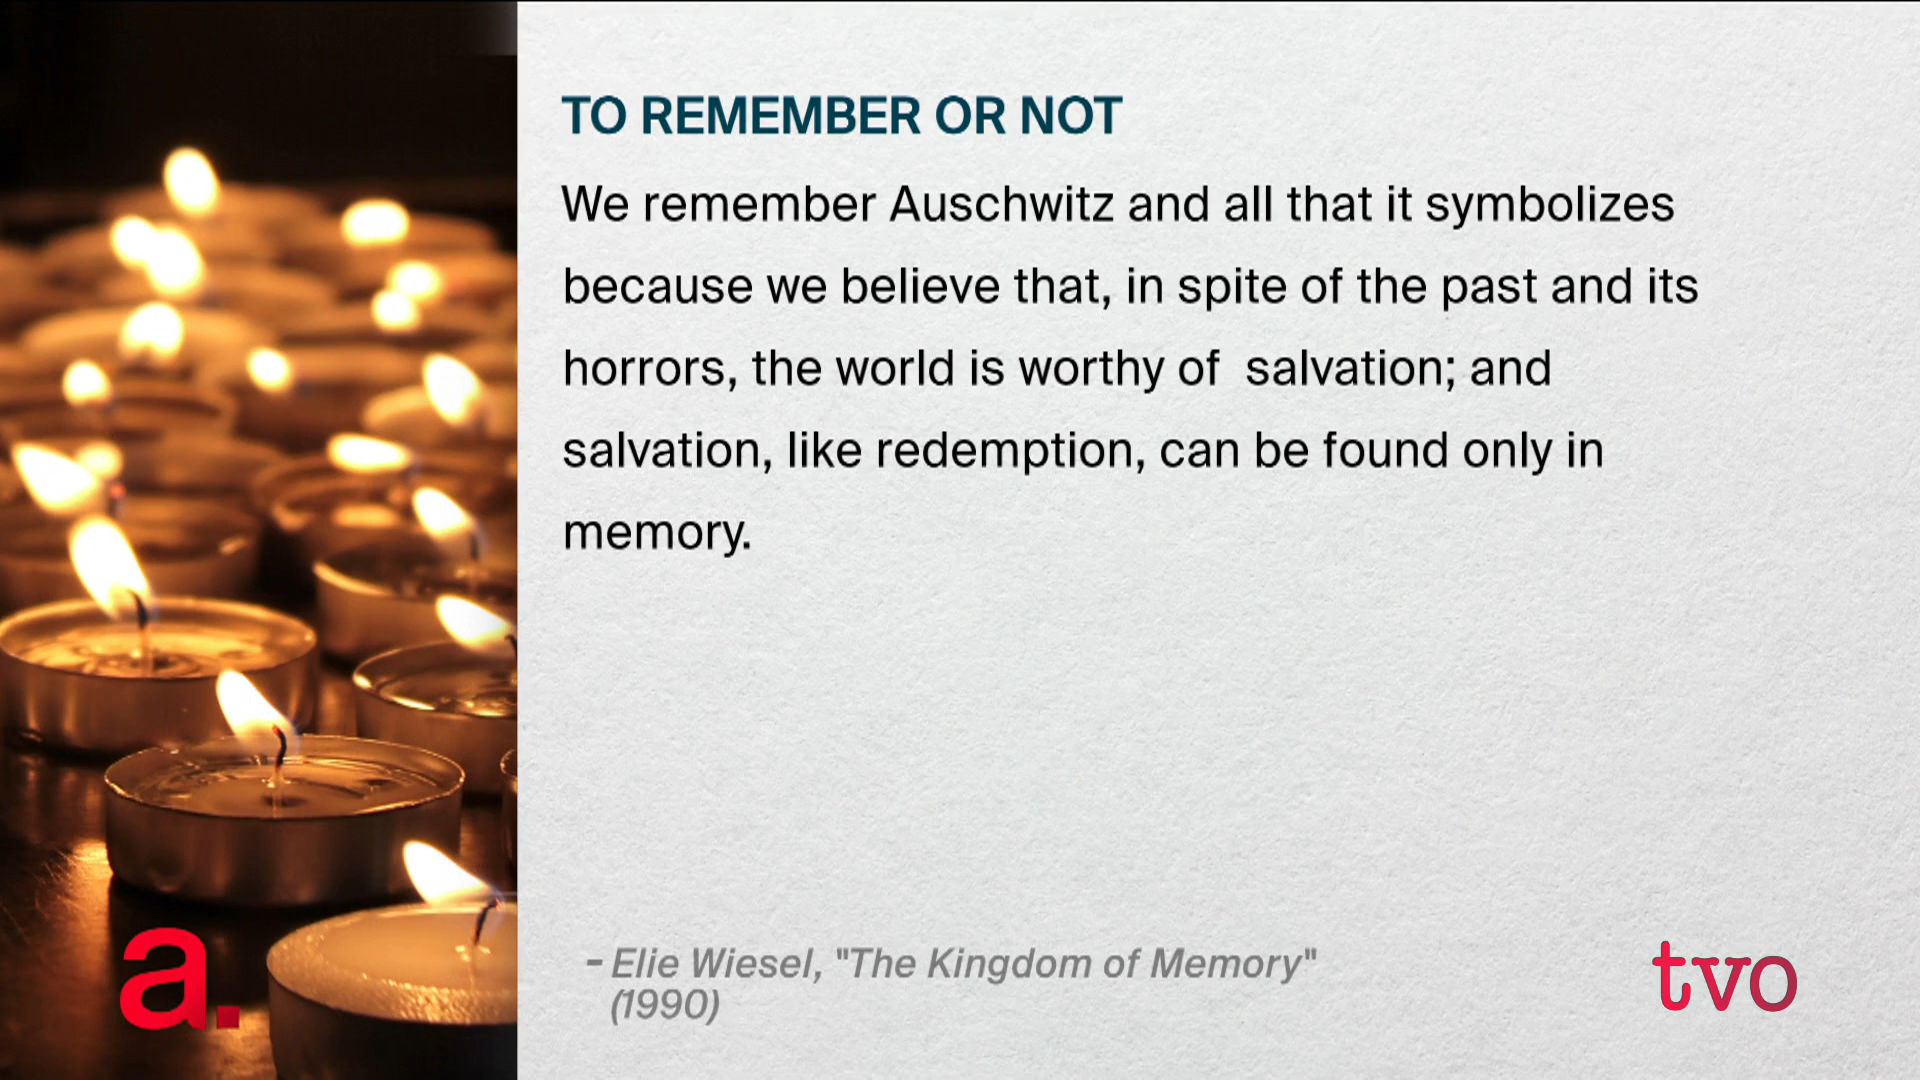 TO REMEMBER OR NOT
We remember Auschwitz and all that it symbolizes
because we believe that, in spite of the past and its
horrors, the world is worthy of  salvation; and
salvation, like redemption, can be found only in
memory.
- Elie Wiesel, "The Kingdom of Memory"
(1990)
a.
tvo